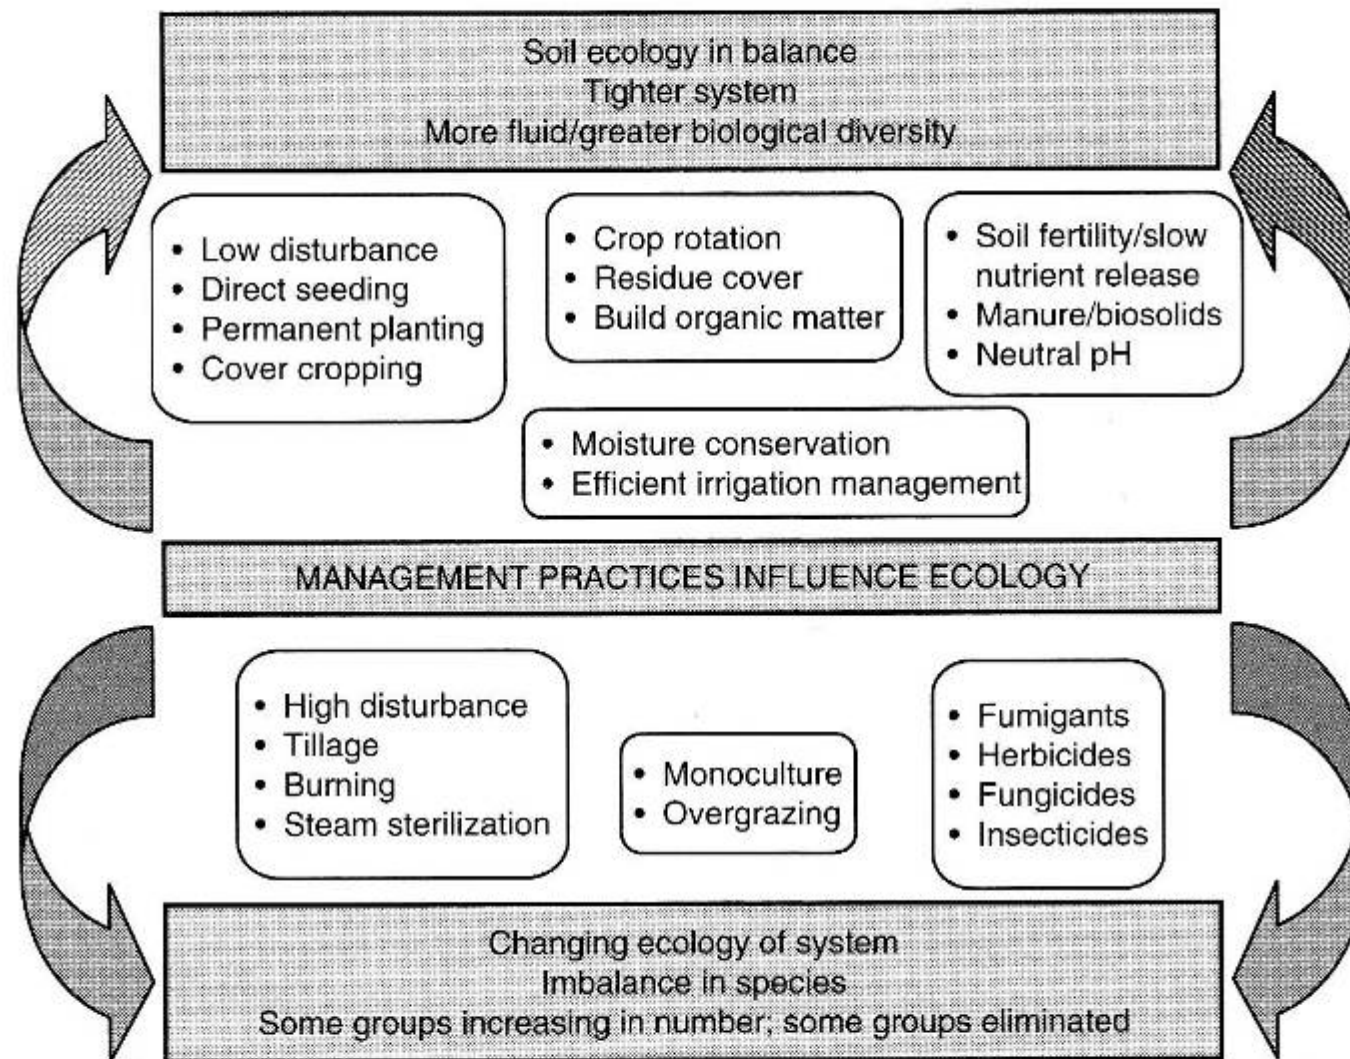 Soil ecology in balance
Tighter system
More fluid/greater biological diversity
• Low disturbance
• Direct seeding
• Permanent planting
• Cover cropping
• Crop rotation
• Residue cover
• Build organic matter
• Soil fertility/slow
nutrient release
• Manure/biosolids
• Neutral pH
• Moisture conservation
• Efficient irrigation management
MANAGEMENT PRACTICES INFLUENCE ECOLOGY
• High disturbance
• Tillage
• Burning
• Steam sterilization
• Monoculture
• Overgrazing
• Fumigants
• Herbicides
• Fungicides
• Insecticides
Changing ecology of system
Imbalance in species
Some groups increasing in number; some groups eliminated